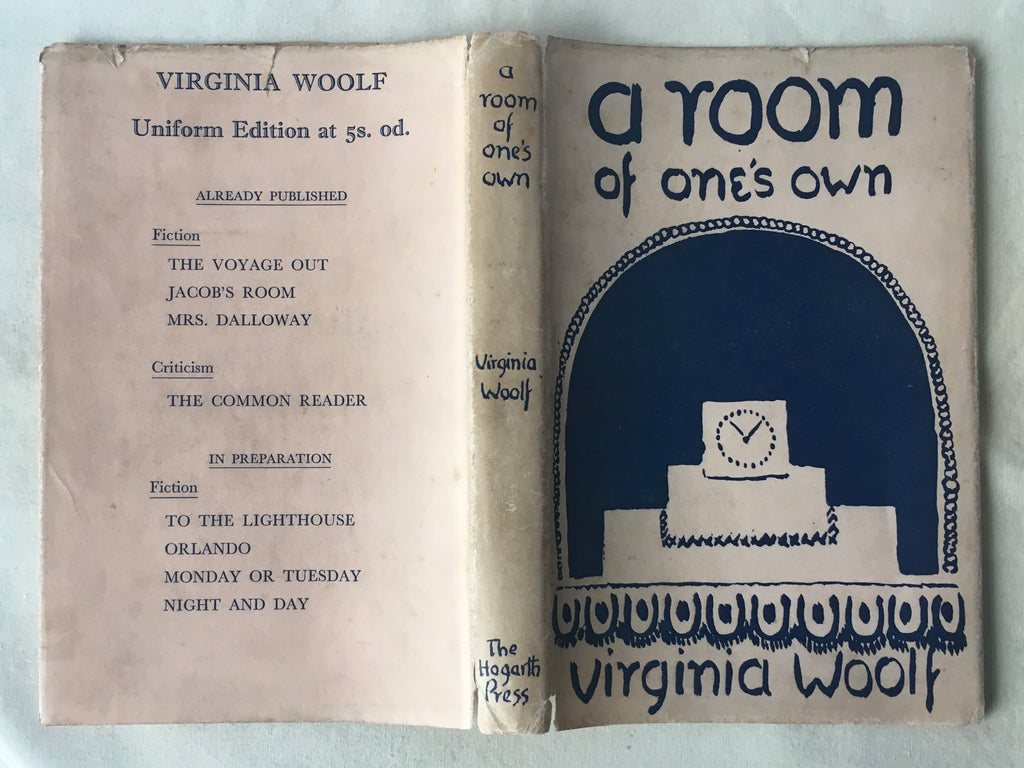 VIRGINIA WOOLF
Uniform Edition at 5s. od.
ALREADY PUBLISHED
Fiction
THE VOYAGE OUT
JACOB'S ROOM
MRS. DALLOWAY
Criticism
THE COMMON READER
IN PREPARATION
Fiction
TO THE LIGHTHOUSE
ORLANDO
MONDAY OR TUESDAY
NIGHT AND DAY
a
room
of
one's
own
Virginia
Woolf
The
Hogarth
Press
a room
of one's own
virginia Woolf